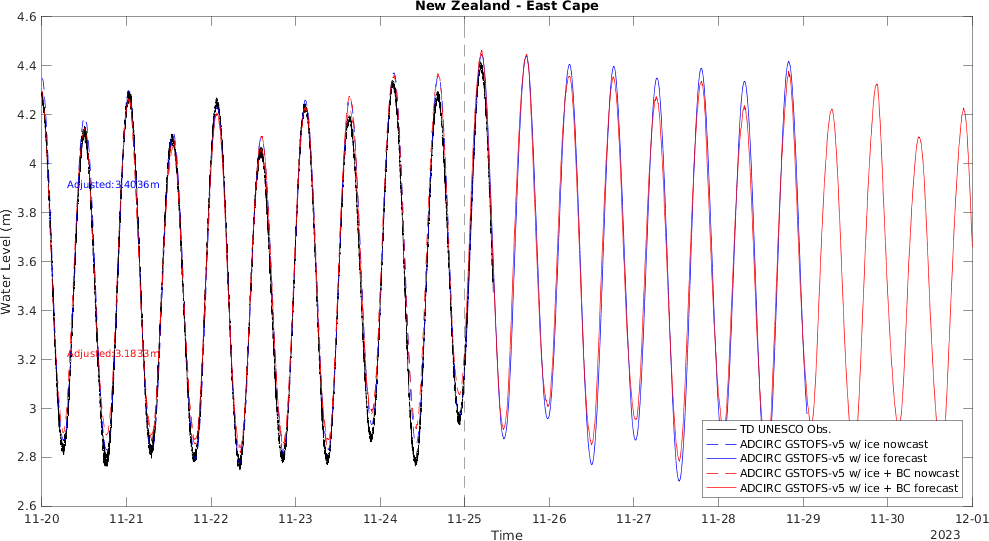 New Zealand - East Cape
4.6
4.4
4.2
4
3.8
3.6
3.4
3.2
3
2.8
2.6
Water Level (m)
Adjusted:3.4036m
Adjusted:3.1833m
TD UNESCO Obs.
ADCIRC GSTOFS-v5 w/ ice nowcast
ADCIRC GSTOFS-v5 w/ ice forecast
ADCIRC GSTOFS-v5 w/ ice + BC nowcast
ADCIRC GSTOFS-v5 w/ ice + BC forecast
11-20 11-21 11-22 11-23 11-24 11-25 11-26 11-27 11-28 11-29 11-30 12-01
Time
2023